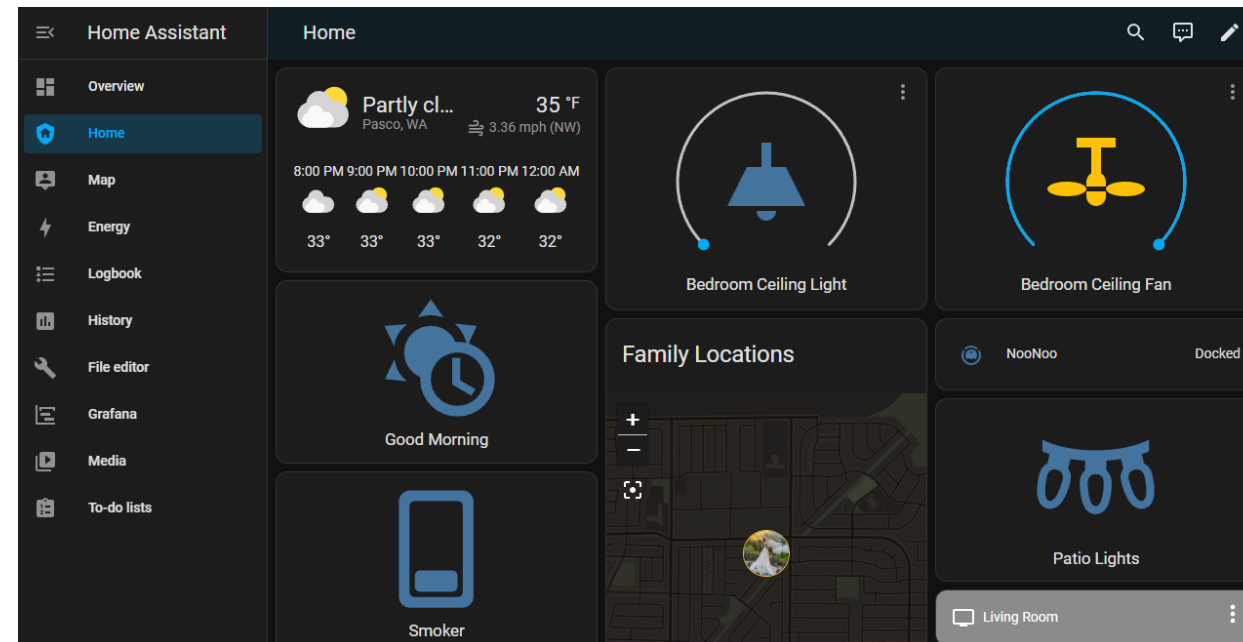 Home Assistant
Overview
Home
Map
Energy
Logbook
History
File editor
Grafana
Media
To-do lists
Home
Partly cl... 35 °F
Pasco, WA 3.36 mph (NW)
8:00 PM 9:00 PM 10:00 PM 11:00 PM 12:00 AM
33° 33° 33° 32° 32°
Good Morning
Smoker
Bedroom Ceiling Light
Family Locations
+
−
Bedroom Ceiling Fan
NooNoo Docked
Patio Lights
Living Room